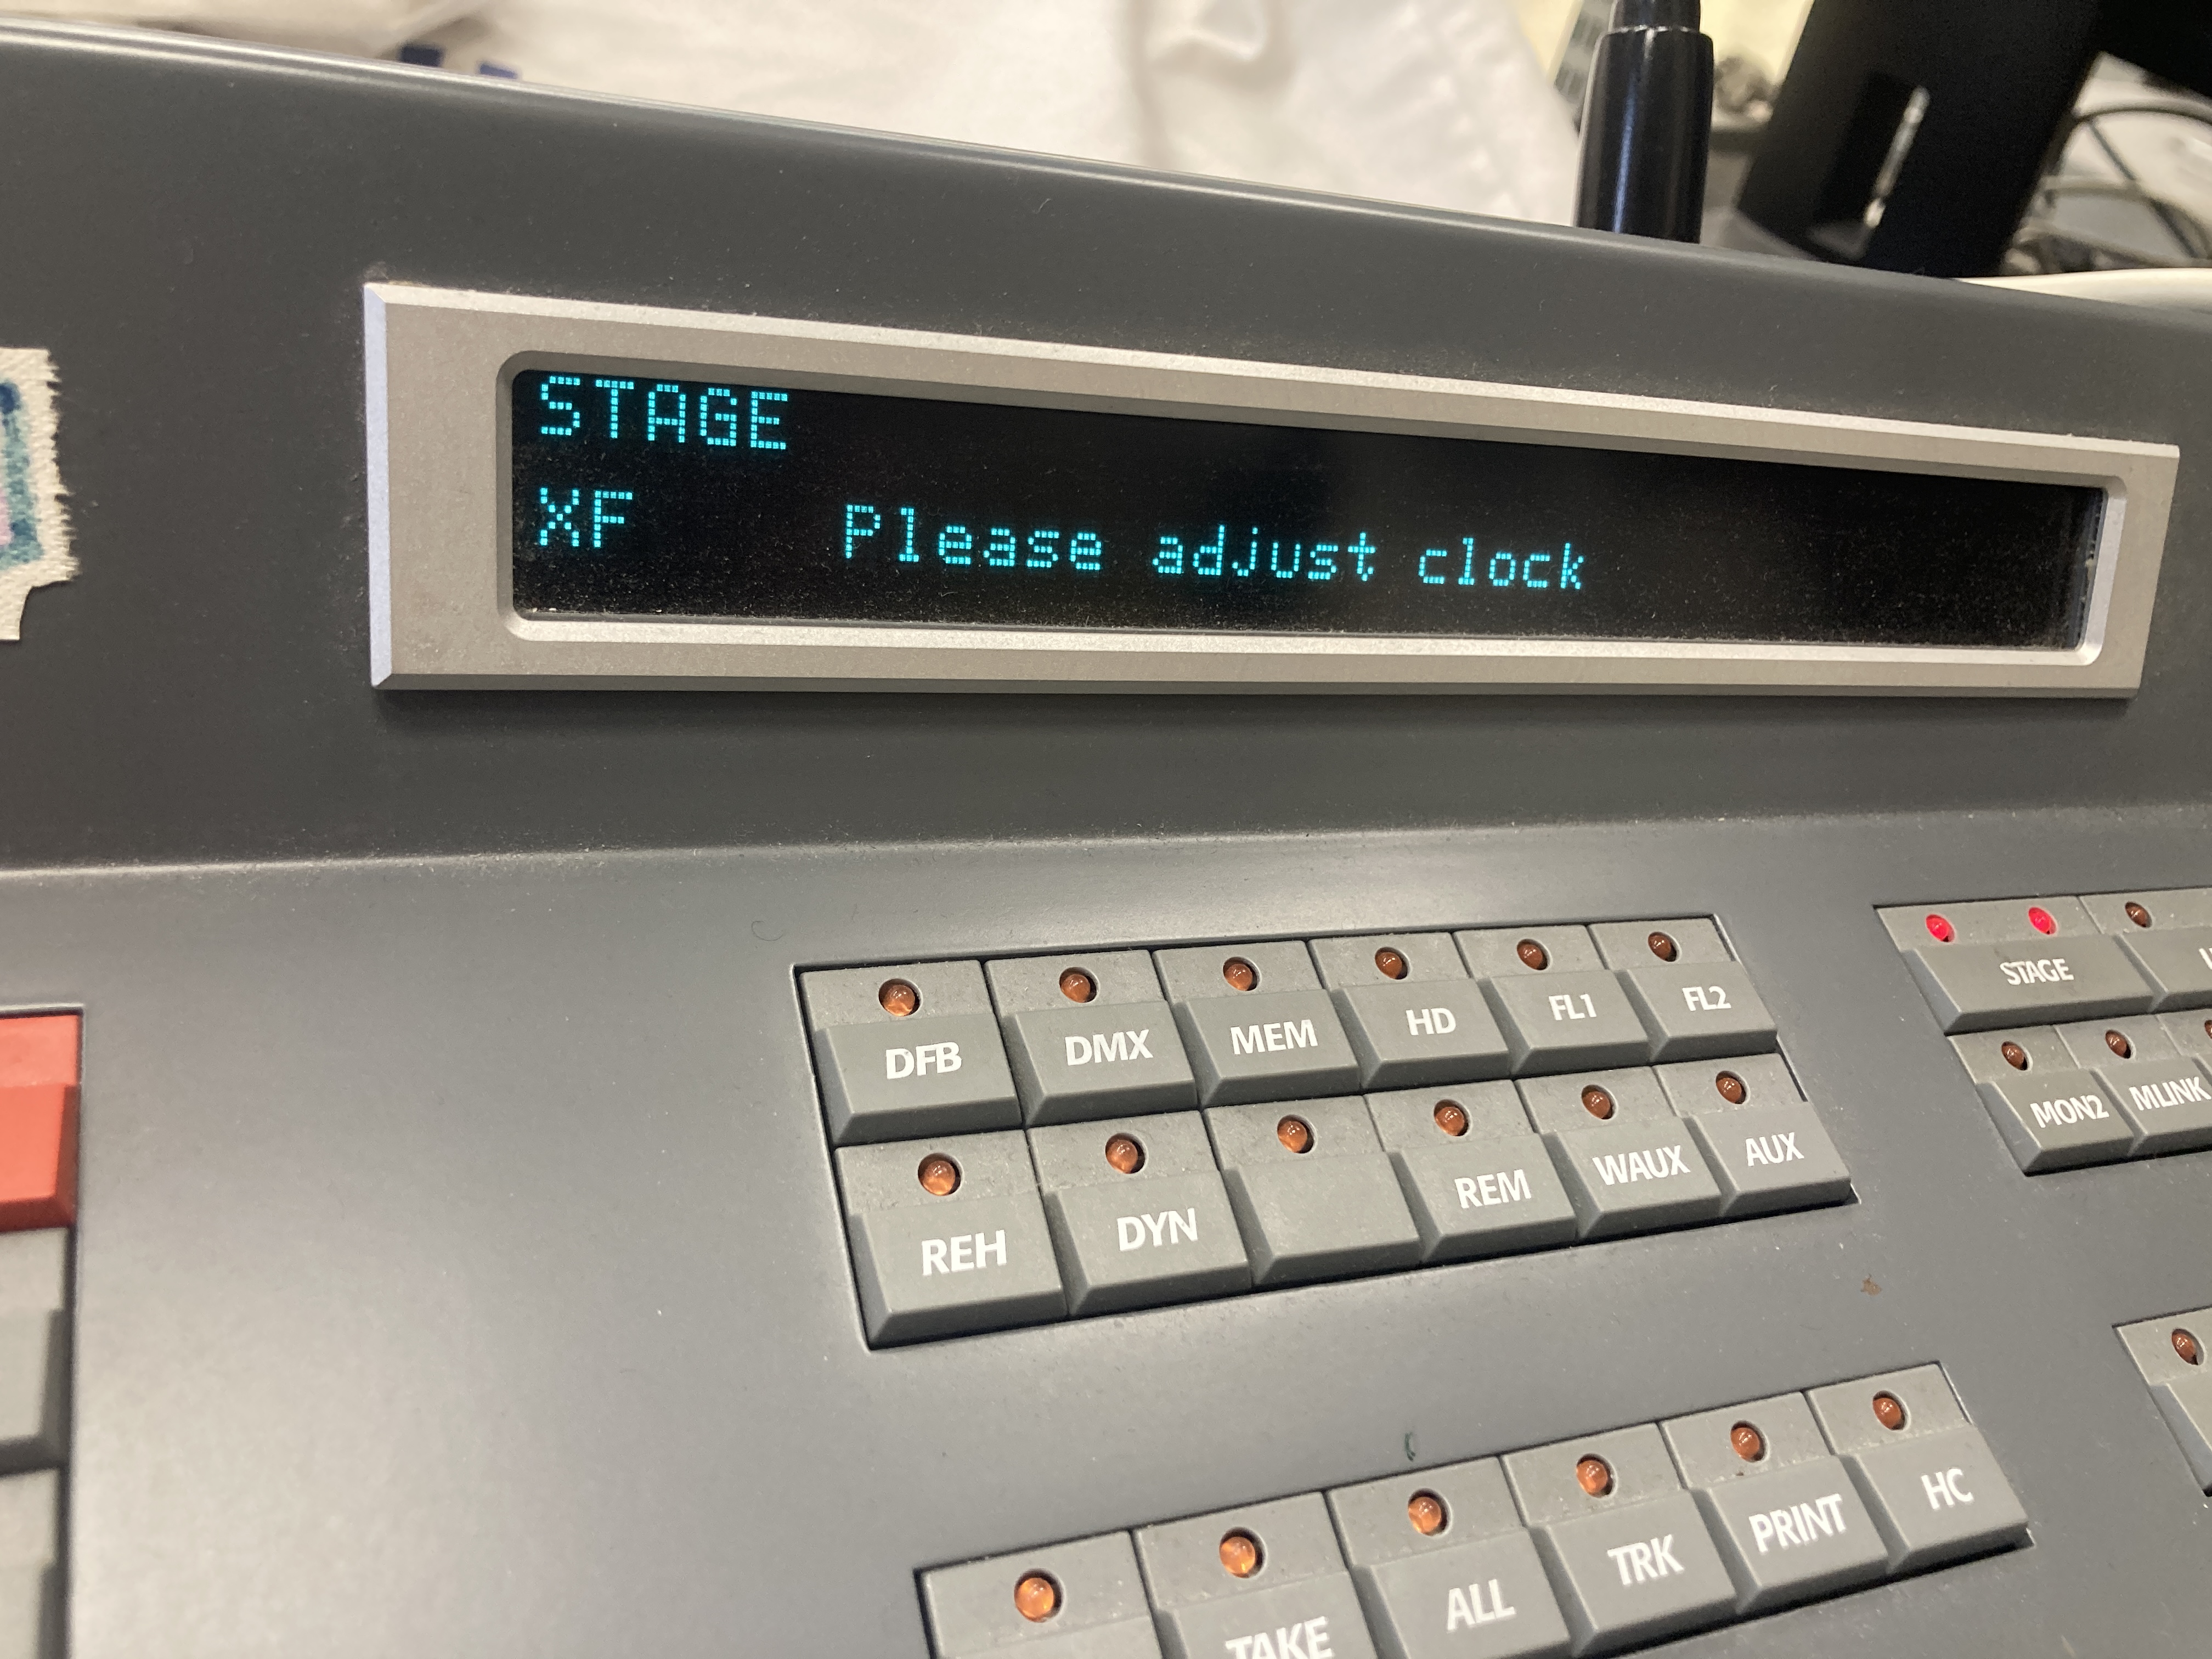 STAGE
XF Please adjust clock
DFB DMX MEM HD FL1 FL2
STAGE
REH DYN REM WAUX AUX
MON2 MLINK
TAKE ALL TRK PRINT HC